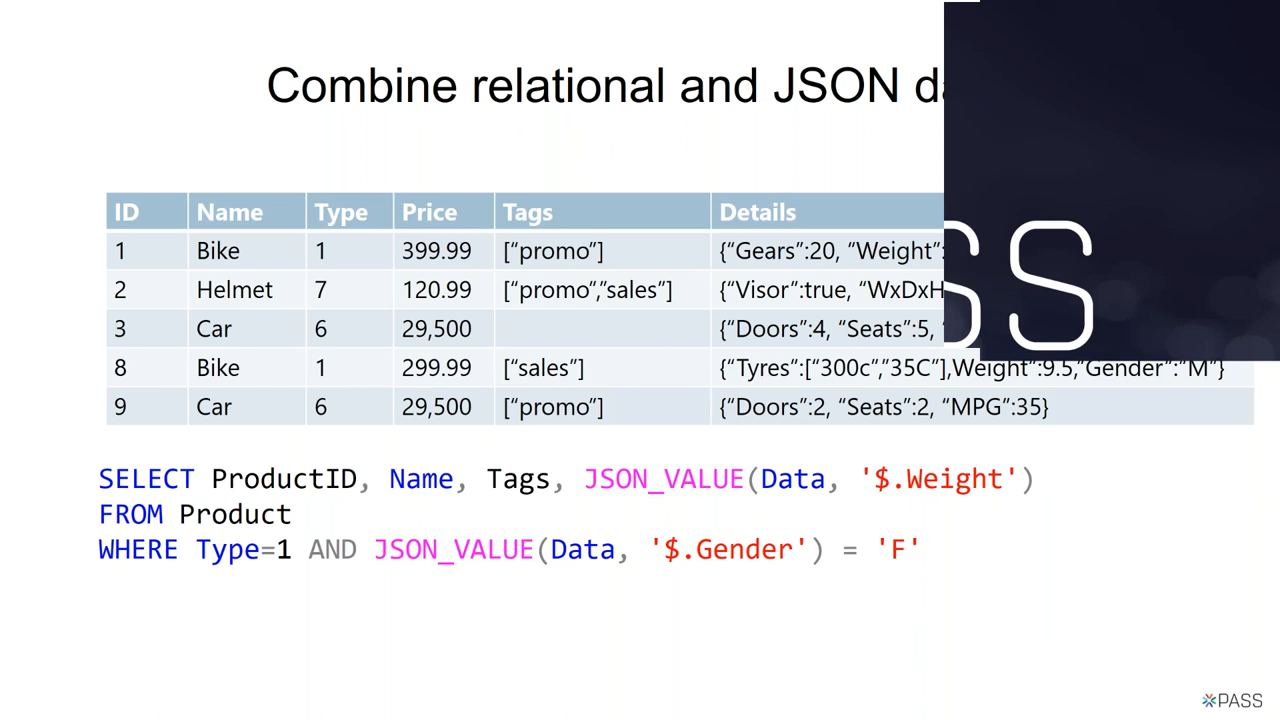 Combine relational and JSON
ID Name Type Price Tags Details
1 Bike 1 399.99 [“promo”] {“Gears”:20, “Weight”:
2 Helmet 7 120.99 [“promo”,”sales”] {“Visor”:true, “WxDxH
3 Car 6 29,500 {“Doors”:4, “Seats”:5,
8 Bike 1 299.99 [“sales”] {“Tyres”:[“300c”,”35C”],Weight”:9.5,”Gender”:”M”}
9 Car 6 29,500 [“promo”] {“Doors”:2, “Seats”:2, “MPG”:35}
SS
SELECT ProductID, Name, Tags, JSON_VALUE(Data, '$.Weight')
FROM Product
WHERE Type=1 AND JSON_VALUE(Data, '$.Gender') = 'F'
PASS